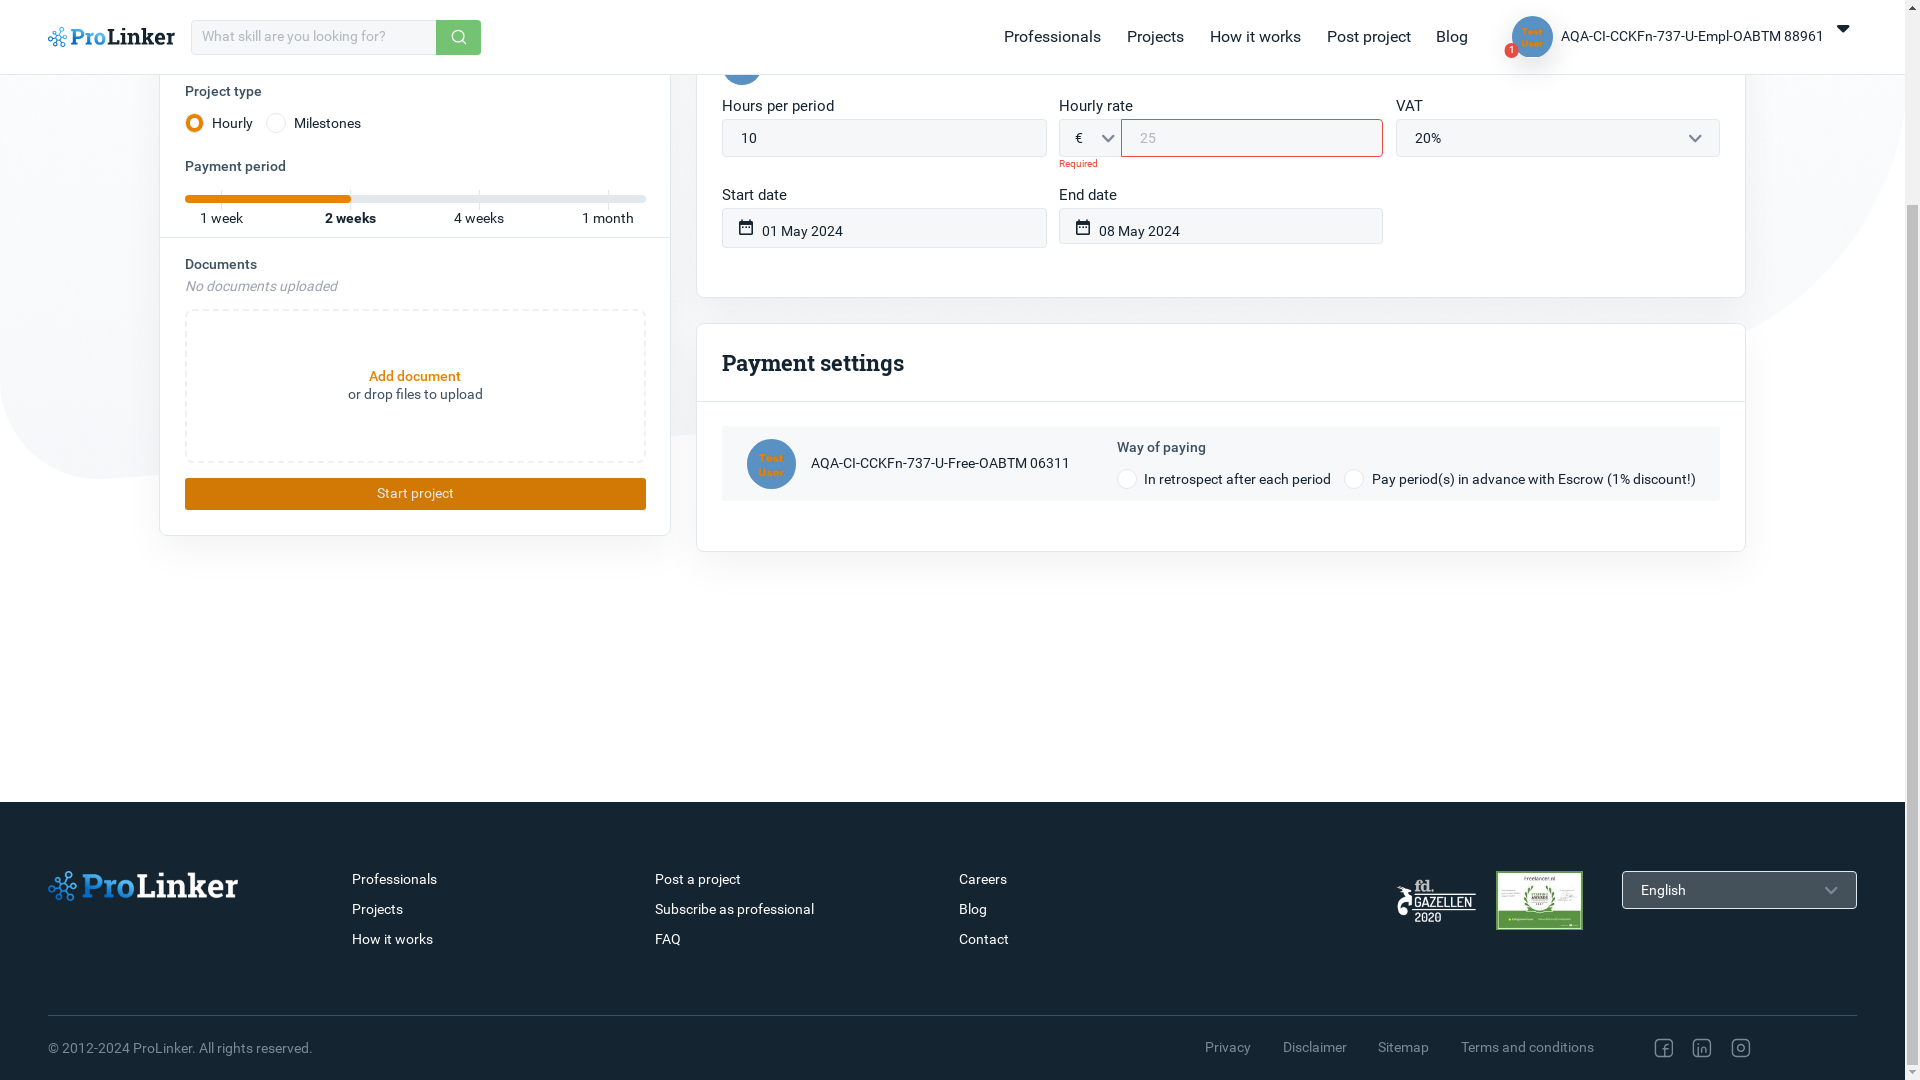 ProLinker
What skill are you looking for?
Professionals
Projects
How it works
Post project
Blog
Test
User
1
AQA-CI-CCKFn-737-U-Empl-OABTM 88961
Project type
Hourly
Milestones
Payment period
1 week
2 weeks
4 weeks
1 month
Documents
No documents uploaded
Add document
or drop files to upload
Start project
Hours per period
Hourly rate
VAT
10
€
25
20%
Required
Start date
End date
01 May 2024
08 May 2024
Payment settings
Test
User
AQA-CI-CCKFn-737-U-Free-OABTM 06311
Way of paying
In retrospect after each period
Pay period(s) in advance with Escrow (1% discount!)
ProLinker
Professionals
Projects
How it works
Post a project
Subscribe as professional
FAQ
Careers
Blog
Contact
fd.
GAZELLEN
2020
Freelancer.nl
English
© 2012-2024 ProLinker. All rights reserved.
Privacy
Disclaimer
Sitemap
Terms and conditions